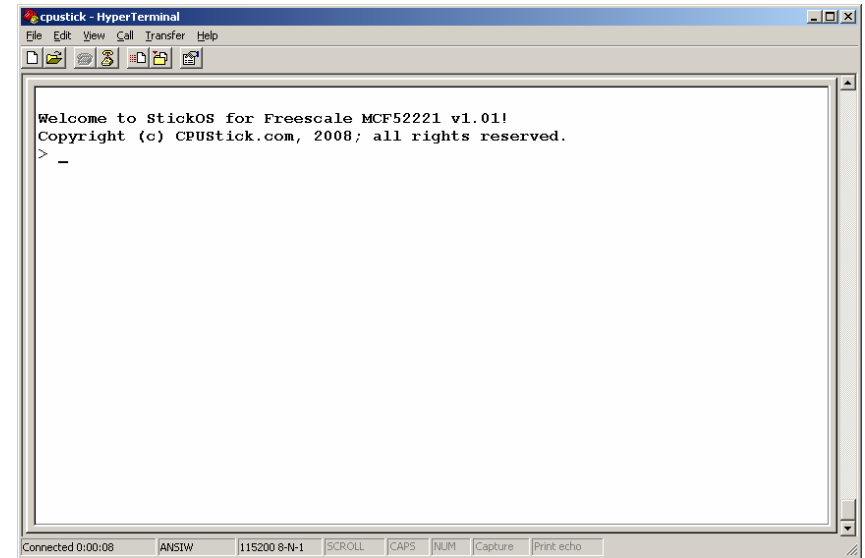 cpustick - HyperTerminal
File Edit View Call Transfer Help
Welcome to StickOS for Freescale MCF52221 v1.01!
Copyright (c) CPUStick.com, 2008; all rights reserved.
> _
Connected 0:00:08 ANSIW 115200 8-N-1 SCROLL CAPS NUM Capture Print echo